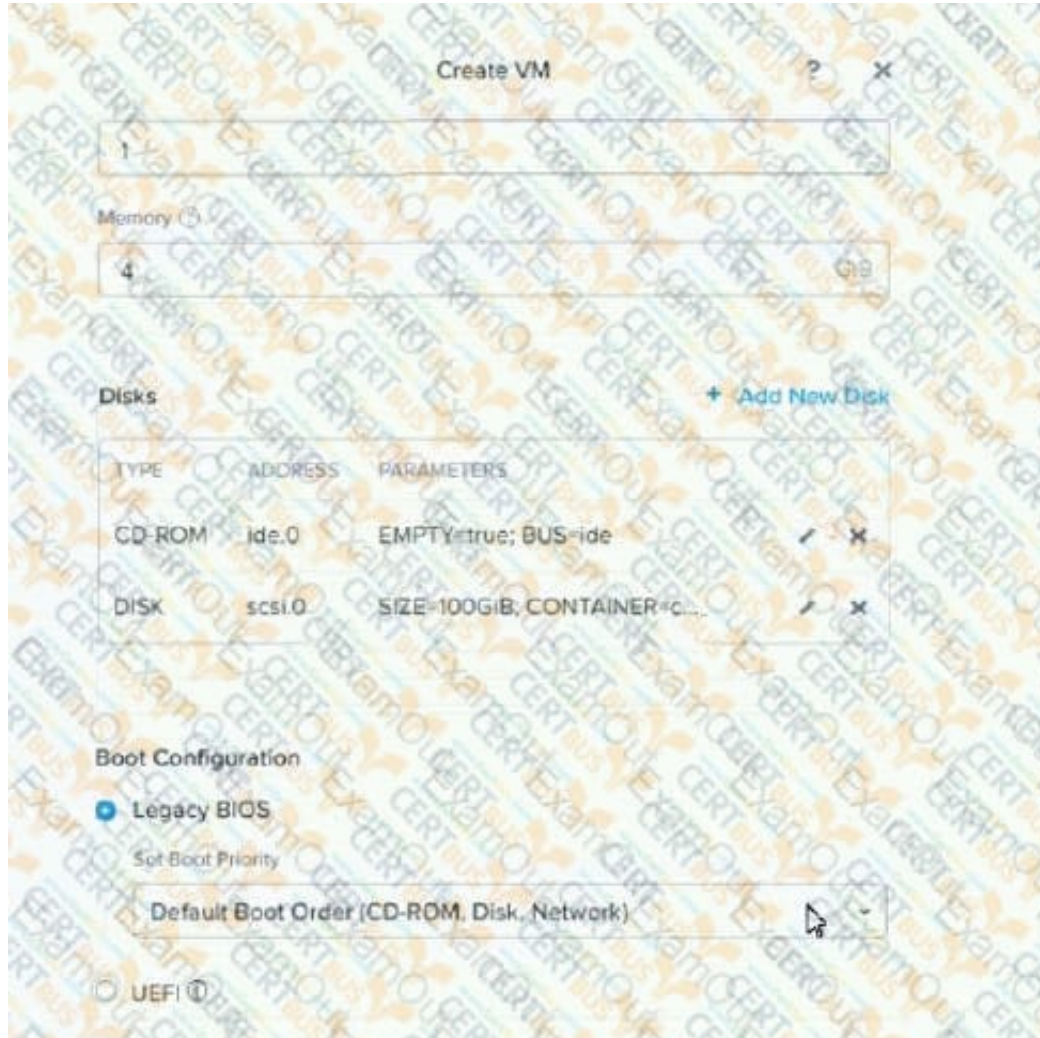 Create VM ? ×
1
Memory
4 GiB
Disks + Add New Disk
TYPE ADDRESS PARAMETERS
CD-ROM ide.0 EMPTY=true; BUS=ide
DISK scsi.0 SIZE=100GiB; CONTAINER=c...
Boot Configuration
Legacy BIOS
Set Boot Priority
Default Boot Order (CD-ROM, Disk, Network)
UEFI